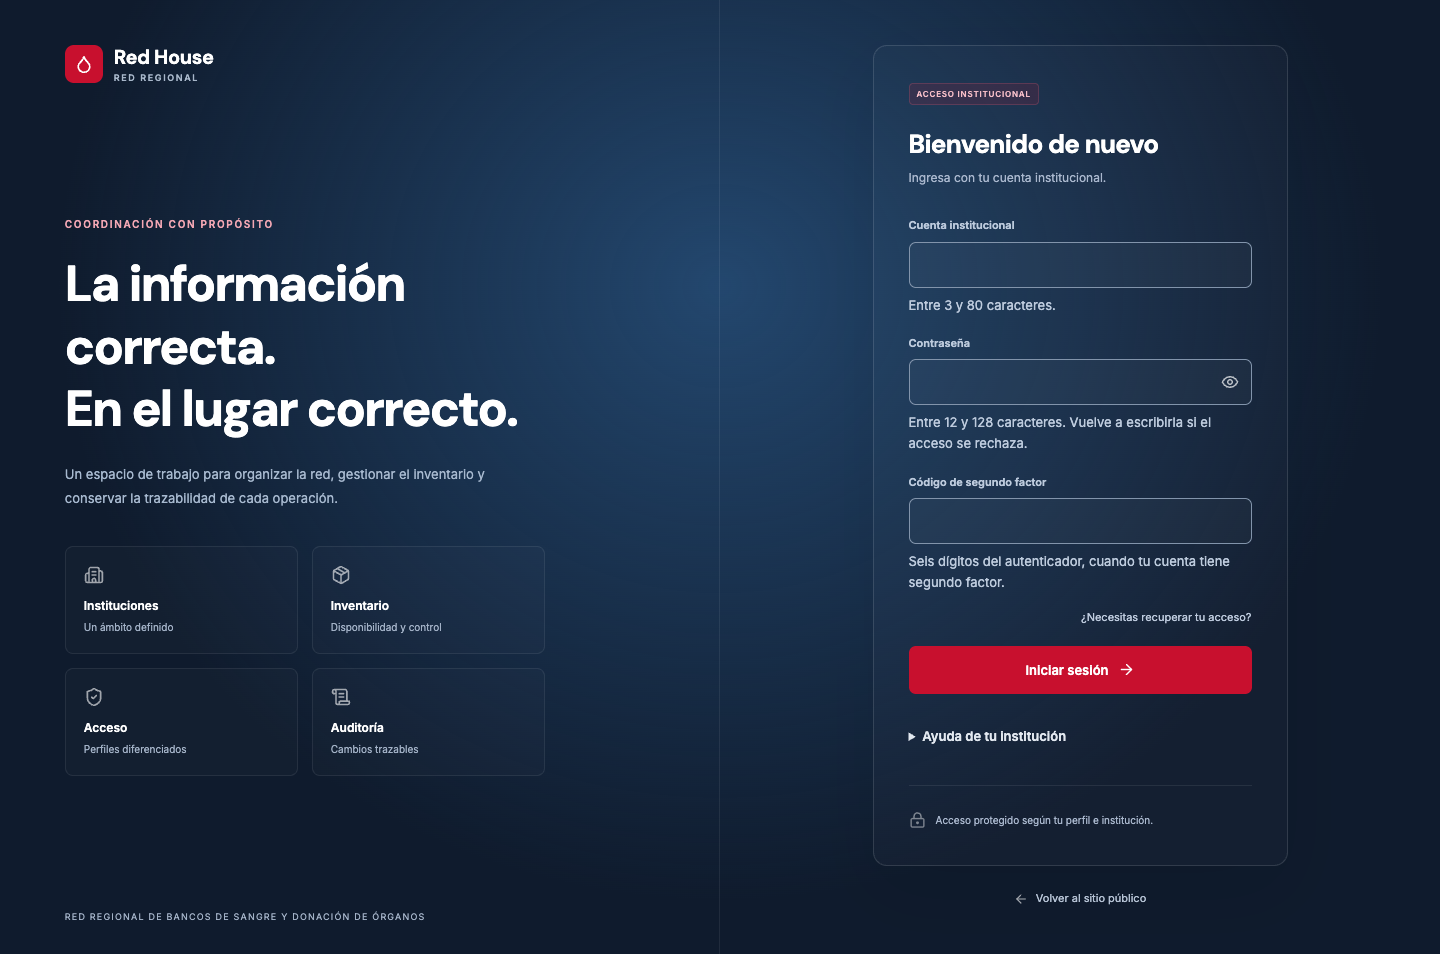 Red House
RED REGIONAL
COORDINACIÓN CON PROPÓSITO
La información
correcta.
En el lugar correcto.
Un espacio de trabajo para organizar la red, gestionar el inventario y
conservar la trazabilidad de cada operación.
Instituciones
Un ámbito definido
Inventario
Disponibilidad y control
Acceso
Perfiles diferenciados
Auditoría
Cambios trazables
RED REGIONAL DE BANCOS DE SANGRE Y DONACIÓN DE ÓRGANOS
ACCESO INSTITUCIONAL
Bienvenido de nuevo
Ingresa con tu cuenta institucional.
Cuenta institucional
Entre 3 y 80 caracteres.
Contraseña
Entre 12 y 128 caracteres. Vuelve a escribirla si el
acceso se rechaza.
Código de segundo factor
Seis dígitos del autenticador, cuando tu cuenta tiene
segundo factor.
¿Necesitas recuperar tu acceso?
Iniciar sesión
Ayuda de tu institución
Acceso protegido según tu perfil e institución.
Volver al sitio público